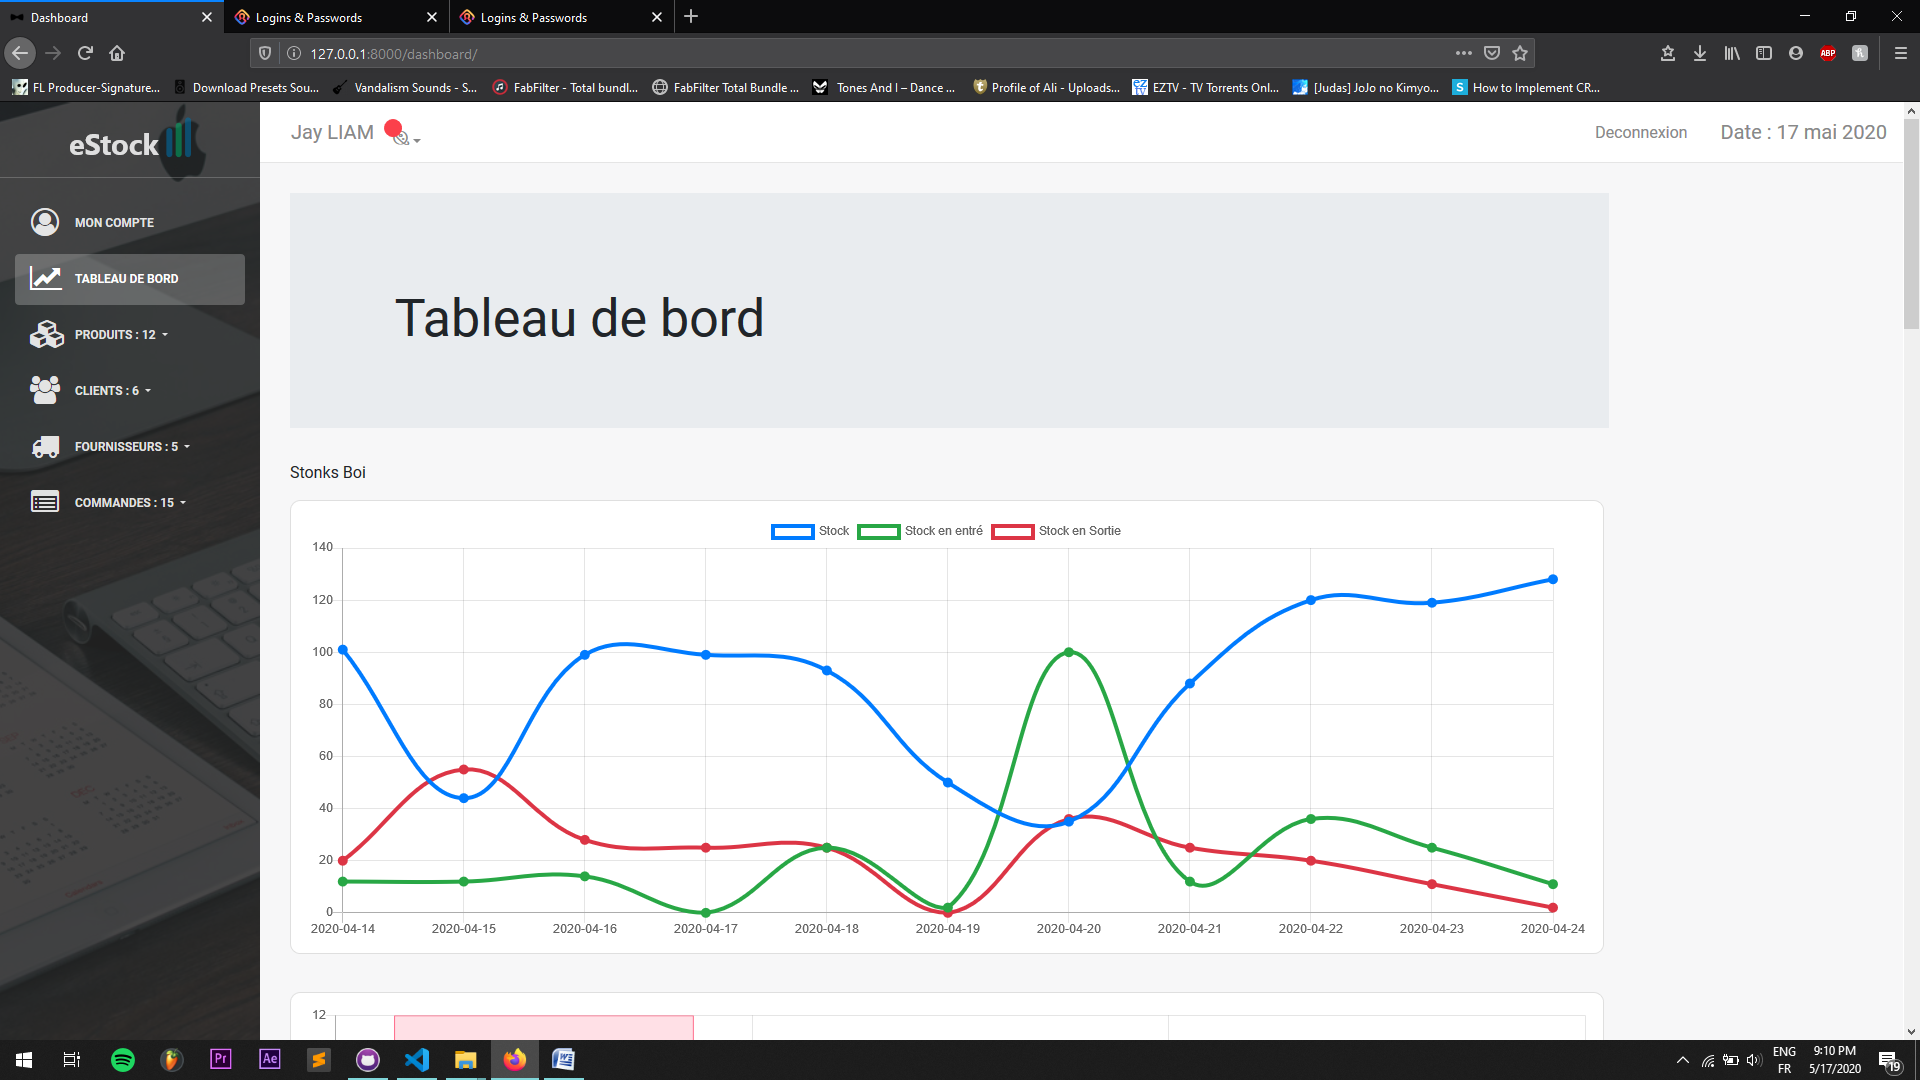 Dashboard
Logins & Passwords
Logins & Passwords
127.0.0.1:8000/dashboard/
FL Producer-Signature...
Download Presets Sou...
Vandalism Sounds - S...
FabFilter - Total bundl...
FabFilter Total Bundle ...
Tones And I – Dance ...
Profile of Ali - Uploads...
EZTV - TV Torrents Onl...
[Judas] JoJo no Kimyo...
How to Implement CR...
ABP
eStock
Jay LIAM
Deconnexion
Date : 17 mai 2020
MON COMPTE
TABLEAU DE BORD
PRODUITS : 12
CLIENTS : 6
FOURNISSEURS : 5
COMMANDES : 15
Tableau de bord
Stonks Boi
Stock
Stock en entré
Stock en Sortie
140
120
100
80
60
40
20
0
2020-04-14
2020-04-15
2020-04-16
2020-04-17
2020-04-18
2020-04-19
2020-04-20
2020-04-21
2020-04-22
2020-04-23
2020-04-24
12
Pr
Ae
ENG
FR
9:10 PM
5/17/2020
19